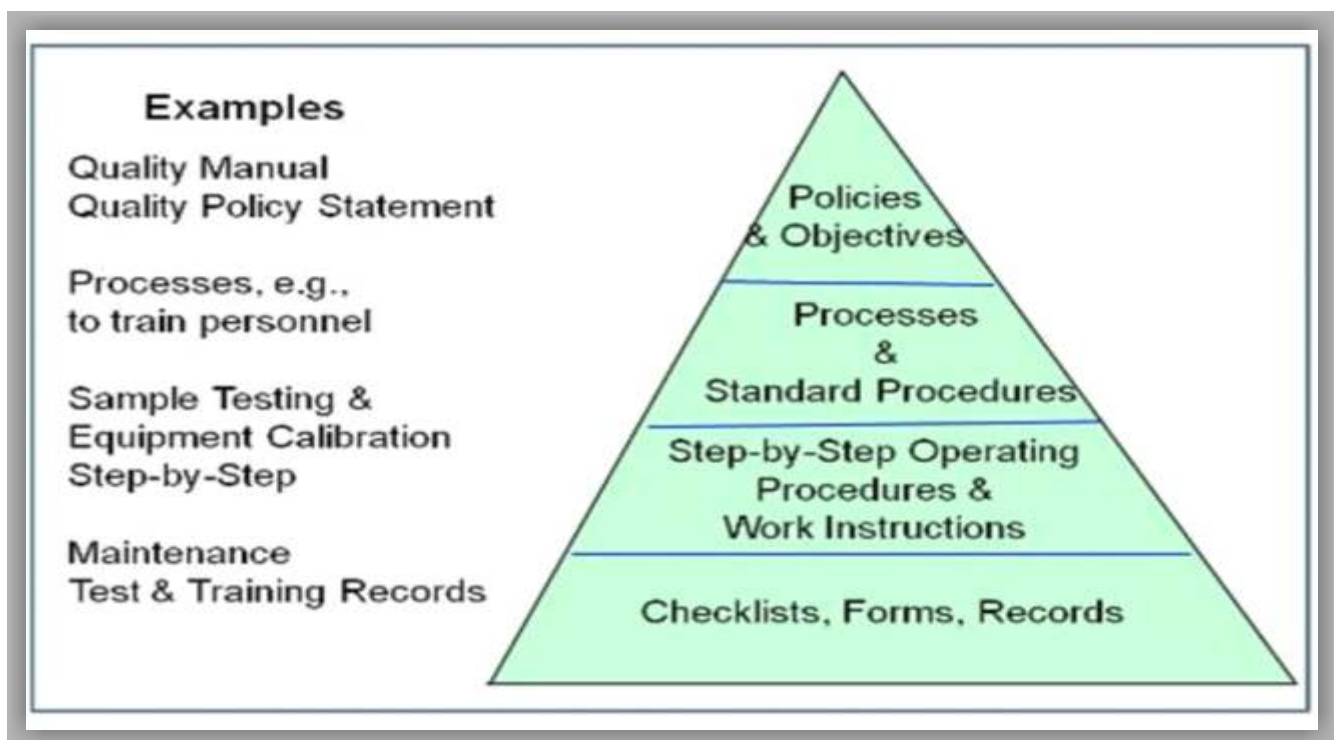 Examples
Quality Manual
Quality Policy Statement
Processes, e.g.,
to train personnel
Sample Testing &
Equipment Calibration
Step-by-Step
Maintenance
Test & Training Records
Policies
& Objectives
Processes
&
Standard Procedures
Step-by-Step Operating
Procedures &
Work Instructions
Checklists, Forms, Records